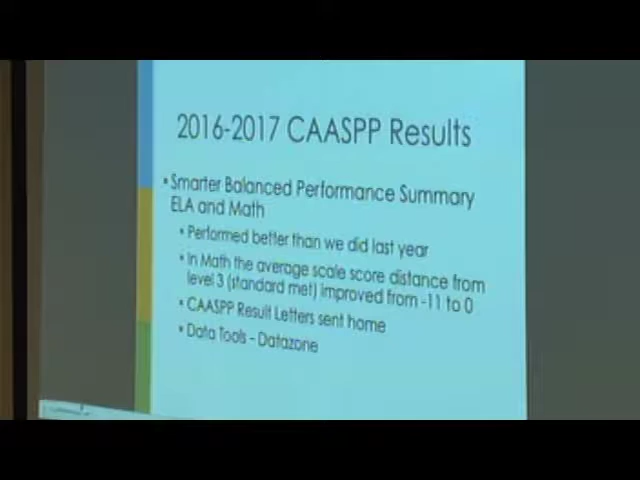 2016-2017 CAASPP Results
• Smarter Balanced Performance Summary
ELA and Math
• Performed better than we did last year
• In Math the average scale score distance from
level 3 (standard met) improved from -11 to 0
• CAASPP Result Letters sent home
• Data Tools – Datazone